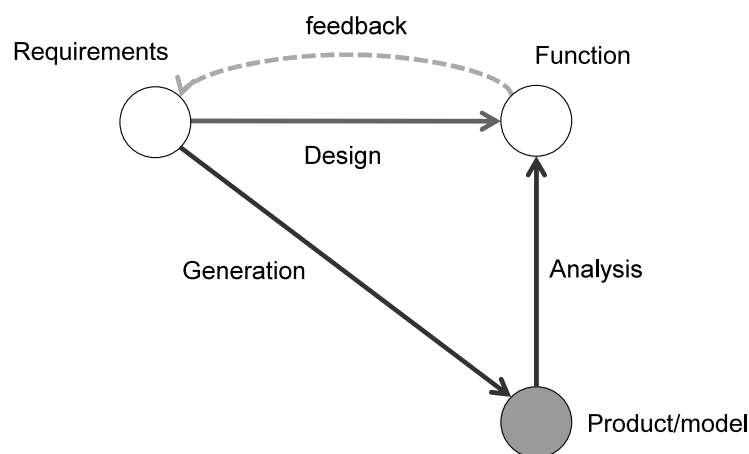 feedback
Requirements
Function
Design
Generation
Analysis
Product/model